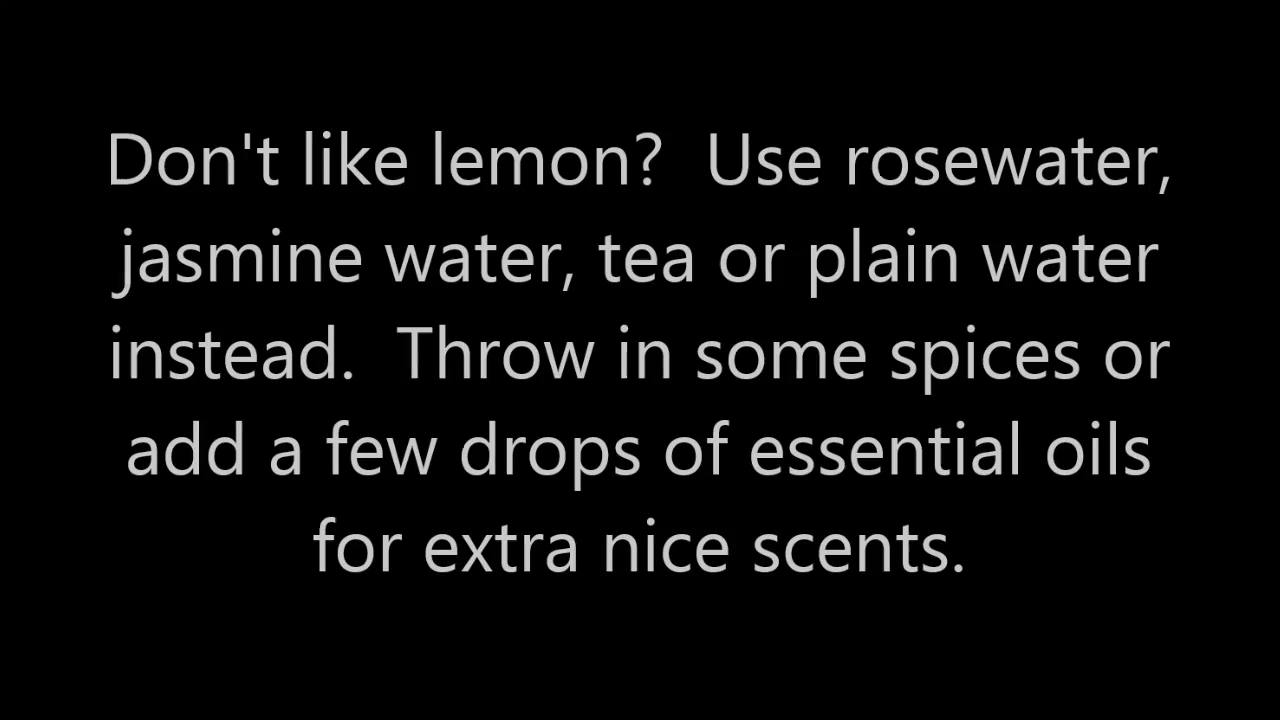 Don't like lemon?  Use rosewater,
jasmine water, tea or plain water
instead.  Throw in some spices or
add a few drops of essential oils
for extra nice scents.